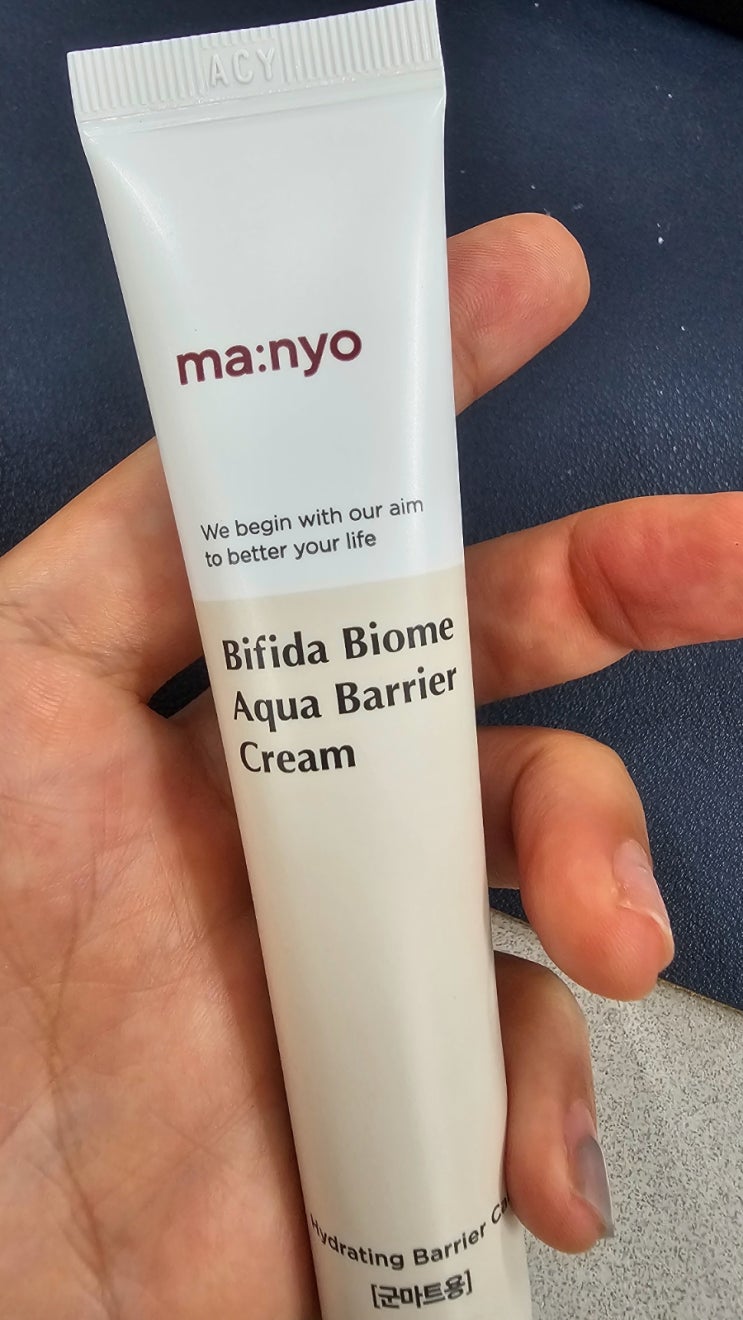 ACY
ma:nyo
We begin with our aim
to better your life
Bifida Biome
Aqua Barrier
Cream
Hydrating Barrier
[군마트용]